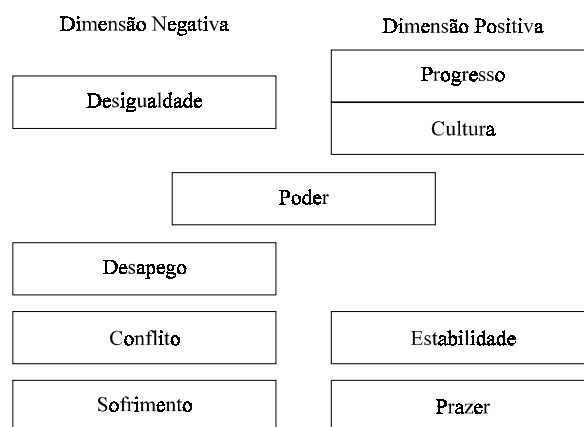 Dimensão Negativa
Dimensão Positiva
Progresso
Desigualdade
Cultura
Poder
Desapego
Conflito
Estabilidade
Sofrimento
Prazer